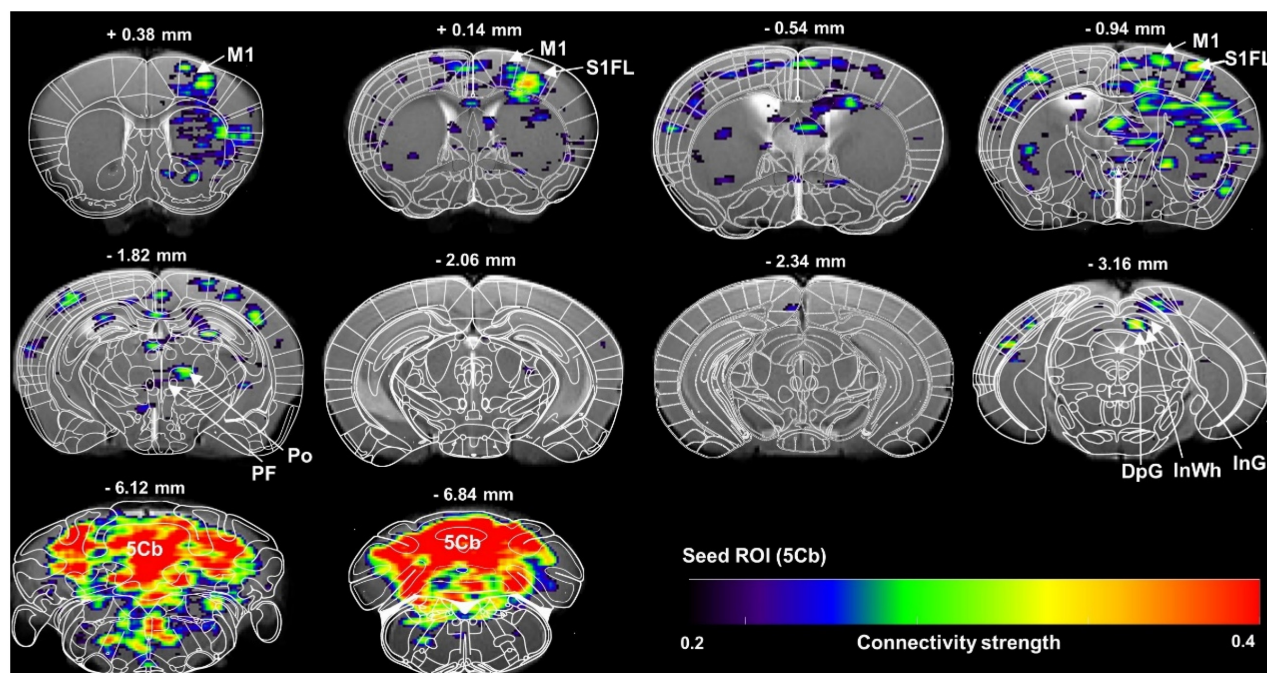 + 0.38 mm
M1
+ 0.14 mm
M1
S1FL
- 0.54 mm
- 0.94 mm
M1
S1FL
- 1.82 mm
Po
PF
- 2.06 mm
- 2.34 mm
- 3.16 mm
DpG InWh InG
- 6.12 mm
5Cb
- 6.84 mm
5Cb
Seed ROI (5Cb)
0.2 Connectivity strength 0.4